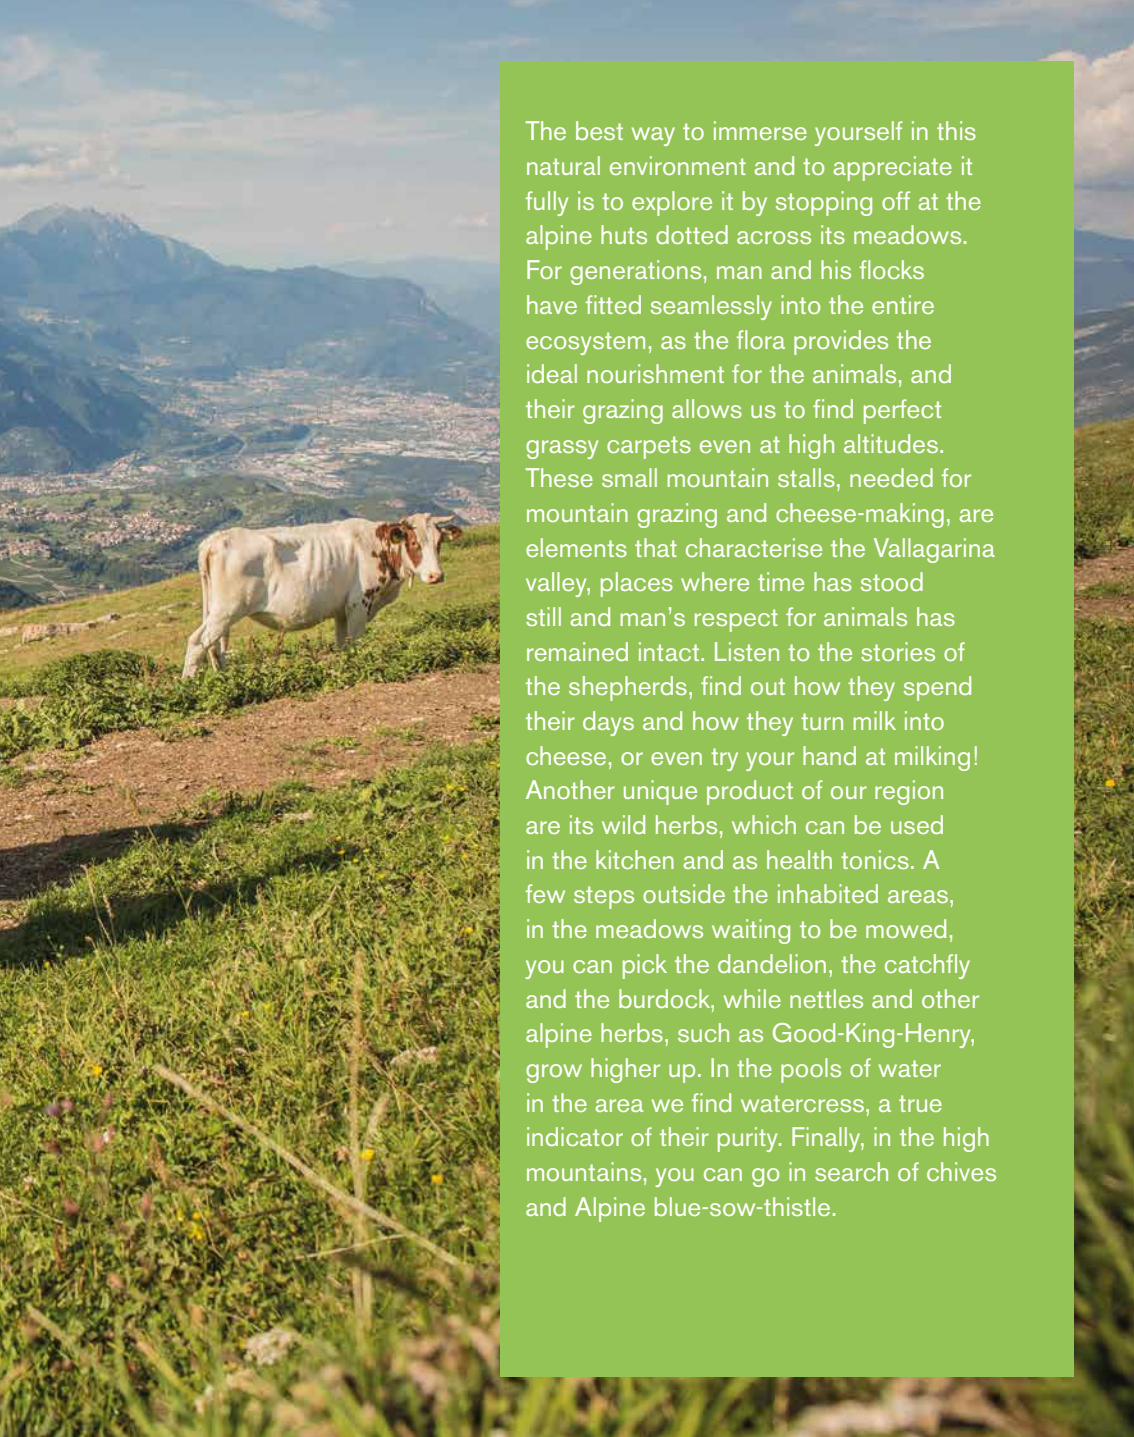 The best way to immerse yourself in this
natural environment and to appreciate it
fully is to explore it by stopping off at the
alpine huts dotted across its meadows.
For generations, man and his flocks
have fitted seamlessly into the entire
ecosystem, as the flora provides the
ideal nourishment for the animals, and
their grazing allows us to find perfect
grassy carpets even at high altitudes.
These small mountain stalls, needed for
mountain grazing and cheese-making, are
elements that characterise the Vallagarina
valley, places where time has stood
still and man's respect for animals has
remained intact. Listen to the stories of
the shepherds, find out how they spend
their days and how they turn milk into
cheese, or even try your hand at milking!
Another unique product of our region
are its wild herbs, which can be used
in the kitchen and as health tonics. A
few steps outside the inhabited areas,
in the meadows waiting to be mowed,
you can pick the dandelion, the catchfly
and the burdock, while nettles and other
alpine herbs, such as Good-King-Henry,
grow higher up. In the pools of water
in the area we find watercress, a true
indicator of their purity. Finally, in the high
mountains, you can go in search of chives
and Alpine blue-sow-thistle.